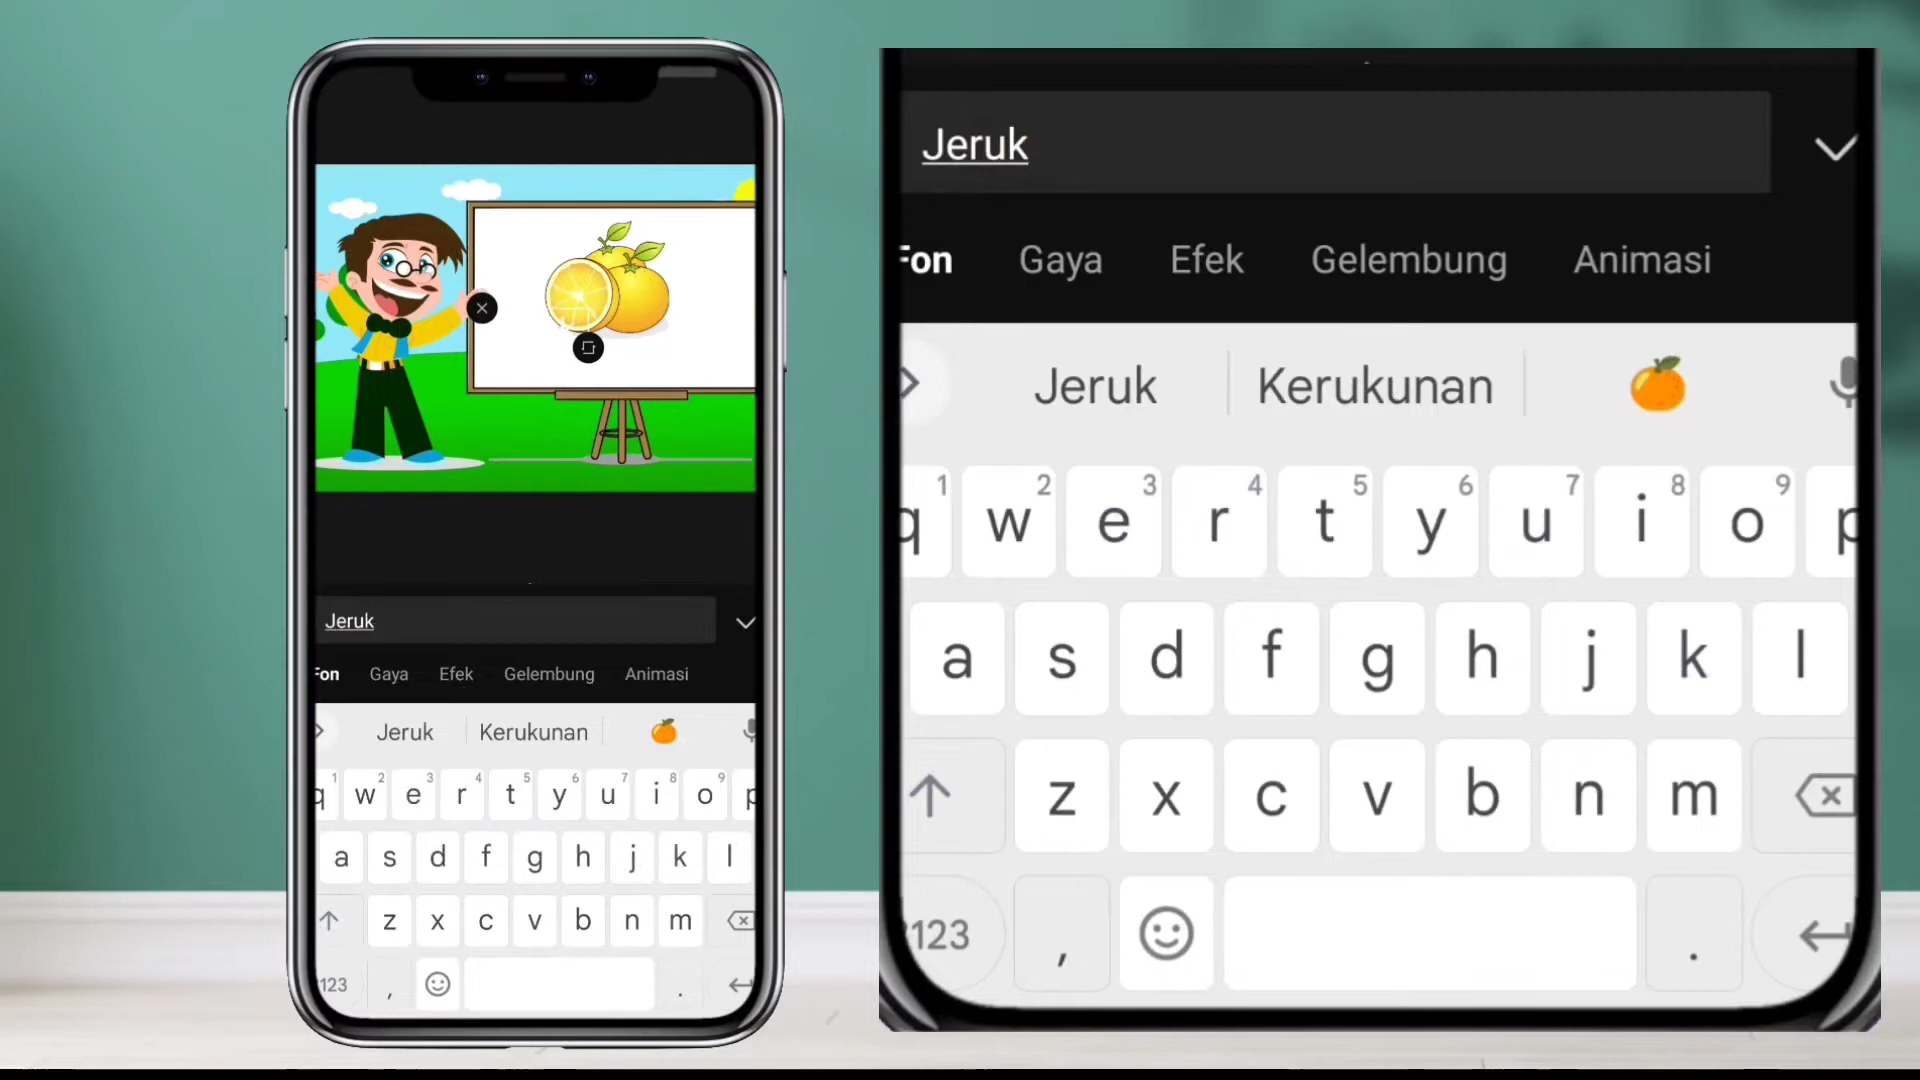 Jeruk
Fon Gaya Efek Gelembung Animasi
Jeruk Kerukunan
1 2 3 4 5 6 7 8 9
q w e r t y u i o p
a s d f g h j k l
z x c v b n m
123 , .
Jeruk
Fon Gaya Efek Gelembung Animasi
Jeruk Kerukunan
1 2 3 4 5 6 7 8 9
q w e r t y u i o p
a s d f g h j k l
z x c v b n m
123 , .